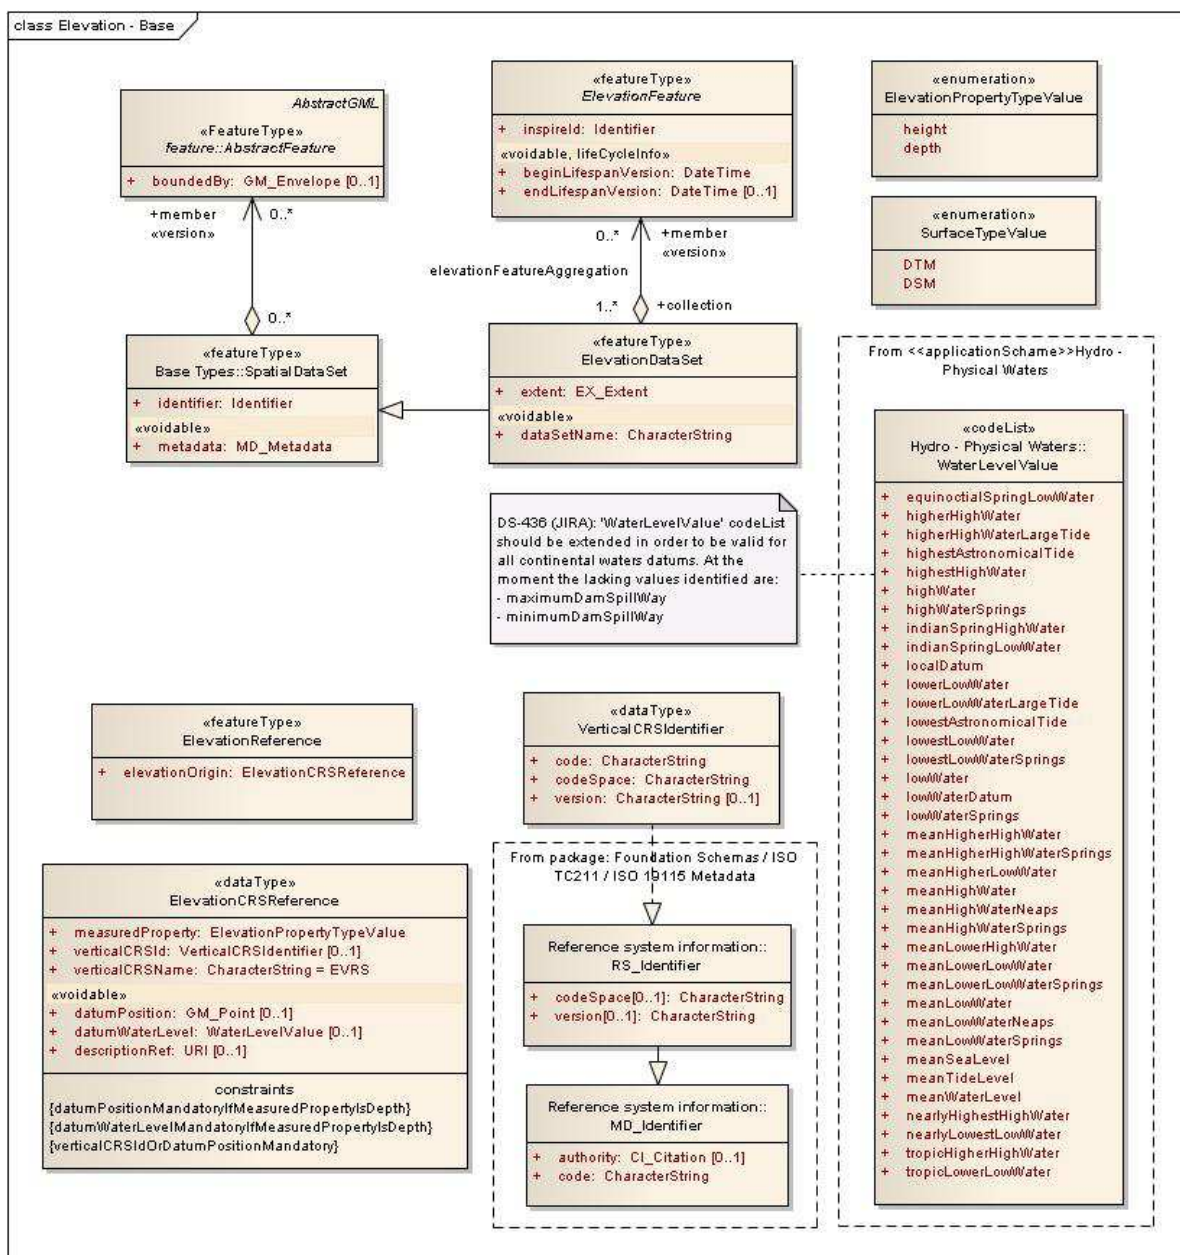 class Elevation - Base
AbstractGML
«FeatureType»
feature::AbstractFeature
+ boundedBy: GM_Envelope [0..1]
+member
«version»
0..*
0..*
«featureType»
Base Types::SpatialDataSet
+ identifier: Identifier
«voidable»
+ metadata: MD_Metadata
«featureType»
ElevationFeature
+ inspireId: Identifier
«voidable, lifeCycleInfo»
+ beginLifespanVersion: DateTime
+ endLifespanVersion: DateTime [0..1]
0..*
+member
«version»
elevationFeatureAggregation
1..*
+collection
«featureType»
ElevationDataSet
+ extent: EX_Extent
«voidable»
+ dataSetName: CharacterString
«enumeration»
ElevationPropertyTypeValue
height
depth
«enumeration»
SurfaceTypeValue
DTM
DSM
From <<applicationSchame>>Hydro -
Physical Waters
«codeList»
Hydro - Physical Waters::
WaterLevelValue
+ equinoctialSpringLowWater
+ higherHighWater
+ higherHighWaterLargeTide
+ highestAstronomicalTide
+ highestHighWater
+ highWater
+ highWaterSprings
+ indianSpringHighWater
+ indianSpringLowWater
+ localDatum
+ lowerLowWater
+ lowerLowWaterLargeTide
+ lowestAstronomicalTide
+ lowestLowWater
+ lowestLowWaterSprings
+ lowWater
+ lowWaterDatum
+ lowWaterSprings
+ meanHigherHighWater
+ meanHigherHighWaterSprings
+ meanHigherLowWater
+ meanHighWater
+ meanHighWaterNeaps
+ meanHighWaterSprings
+ meanLowerHighWater
+ meanLowerLowWater
+ meanLowerLowWaterSprings
+ meanLowWater
+ meanLowWaterNeaps
+ meanLowWaterSprings
+ meanSeaLevel
+ meanTideLevel
+ meanWaterLevel
+ nearlyHighestHighWater
+ nearlyLowestLowWater
+ tropicHigherHighWater
+ tropicLowerLowWater
DS-436 (JIRA): 'WaterLevelValue' codeList
should be extended in order to be valid for
all continental waters datums. At the
moment the lacking values identified are:
- maximumDamSpillWay
- minimumDamSpillWay
«featureType»
ElevationReference
+ elevationOrigin: ElevationCRSReference
«dataType»
VerticalCRSIdentifier
+ code: CharacterString
+ codeSpace: CharacterString
+ version: CharacterString [0..1]
From package: Foundation Schemas / ISO
TC211 / ISO 19115 Metadata
Reference system information::
RS_Identifier
+ codeSpace[0..1]: CharacterString
+ version[0..1]: CharacterString
Reference system information::
MD_Identifier
+ authority: CI_Citation [0..1]
+ code: CharacterString
«dataType»
ElevationCRSReference
+ measuredProperty: ElevationPropertyTypeValue
+ verticalCRSId: VerticalCRSIdentifier [0..1]
+ verticalCRSName: CharacterString = EVRS
«voidable»
+ datumPosition: GM_Point [0..1]
+ datumWaterLevel: WaterLevelValue [0..1]
+ descriptionRef: URI [0..1]
constraints
{datumPositionMandatoryIfMeasuredPropertyIsDepth}
{datumWaterLevelMandatoryIfMeasuredPropertyIsDepth}
{verticalCRSIdOrDatumPositionMandatory}